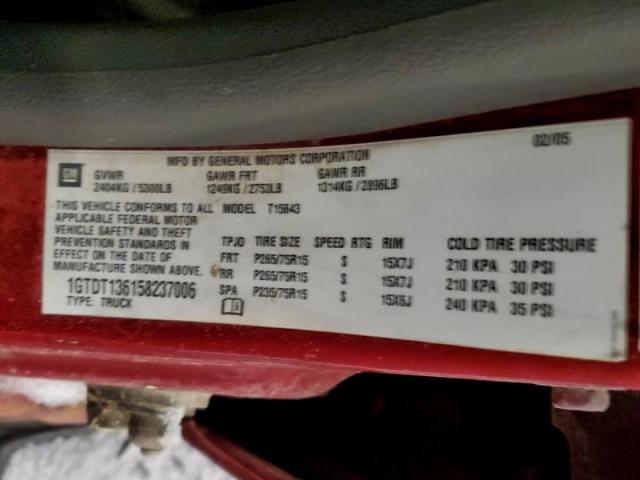 MFD BY GENERAL MOTORS CORPORATION 02/05
GM GVWR GAWR FRT GAWR RR
2404KG / 5300LB 1249KG / 2753LB 1314KG / 2896LB
THIS VEHICLE CONFORMS TO ALL MODEL T15643
APPLICABLE FEDERAL MOTOR
VEHICLE SAFETY AND THEFT
PREVENTION STANDARDS IN
EFFECT ON THE DATE OF
MANUFACTURE SHOWN ABOVE.
1GTDT136158237006
TYPE: TRUCK
TPJO TIRE SIZE SPEED RTG RIM COLD TIRE PRESSURE
FRT P265/75R15 S 15X7J 210 KPA 30 PSI
RR P265/75R15 S 15X7J 210 KPA 30 PSI
SPA P235/75R15 S 15X6J 240 KPA 35 PSI